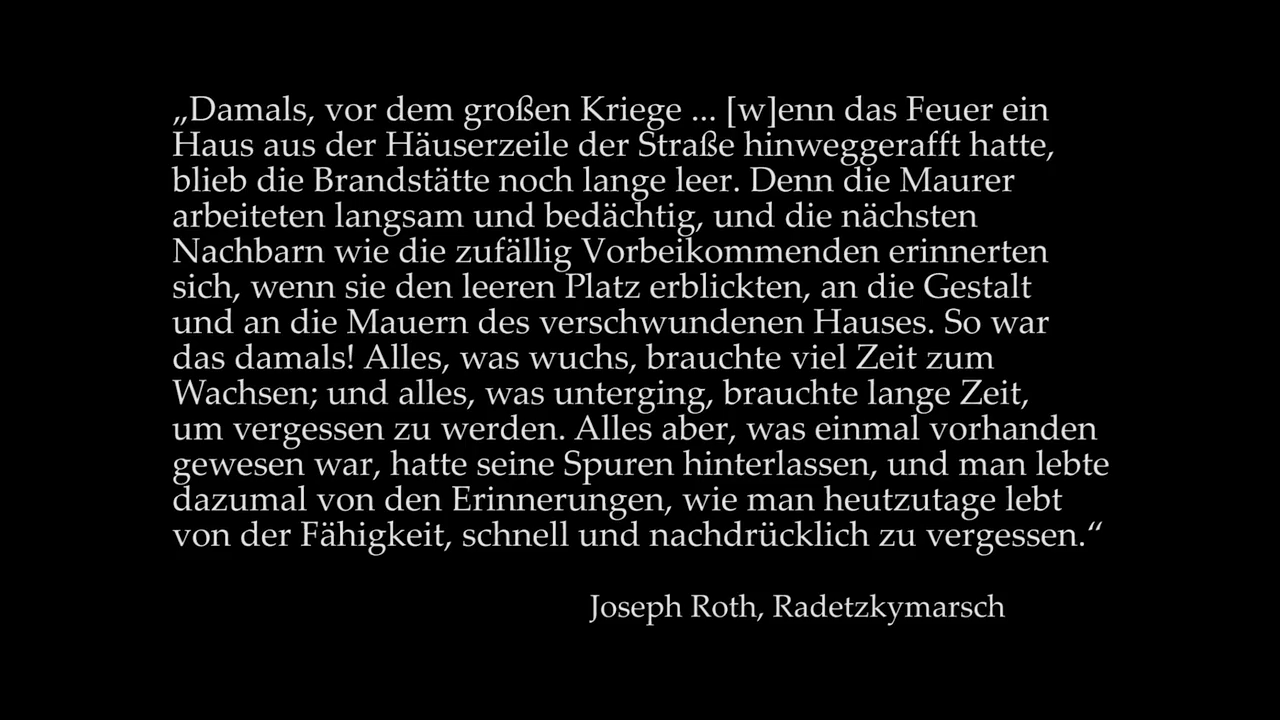 „Damals, vor dem großen Kriege ... [w]enn das Feuer ein
Haus aus der Häuserzeile der Straße hinweggerafft hatte,
blieb die Brandstätte noch lange leer. Denn die Maurer
arbeiteten langsam und bedächtig, und die nächsten
Nachbarn wie die zufällig Vorbeikommenden erinnerten
sich, wenn sie den leeren Platz erblickten, an die Gestalt
und an die Mauern des verschwundenen Hauses. So war
das damals! Alles, was wuchs, brauchte viel Zeit zum
Wachsen; und alles, was unterging, brauchte lange Zeit,
um vergessen zu werden. Alles aber, was einmal vorhanden
gewesen war, hatte seine Spuren hinterlassen, und man lebte
dazumal von den Erinnerungen, wie man heutzutage lebt
von der Fähigkeit, schnell und nachdrücklich zu vergessen.“
Joseph Roth, Radetzkymarsch